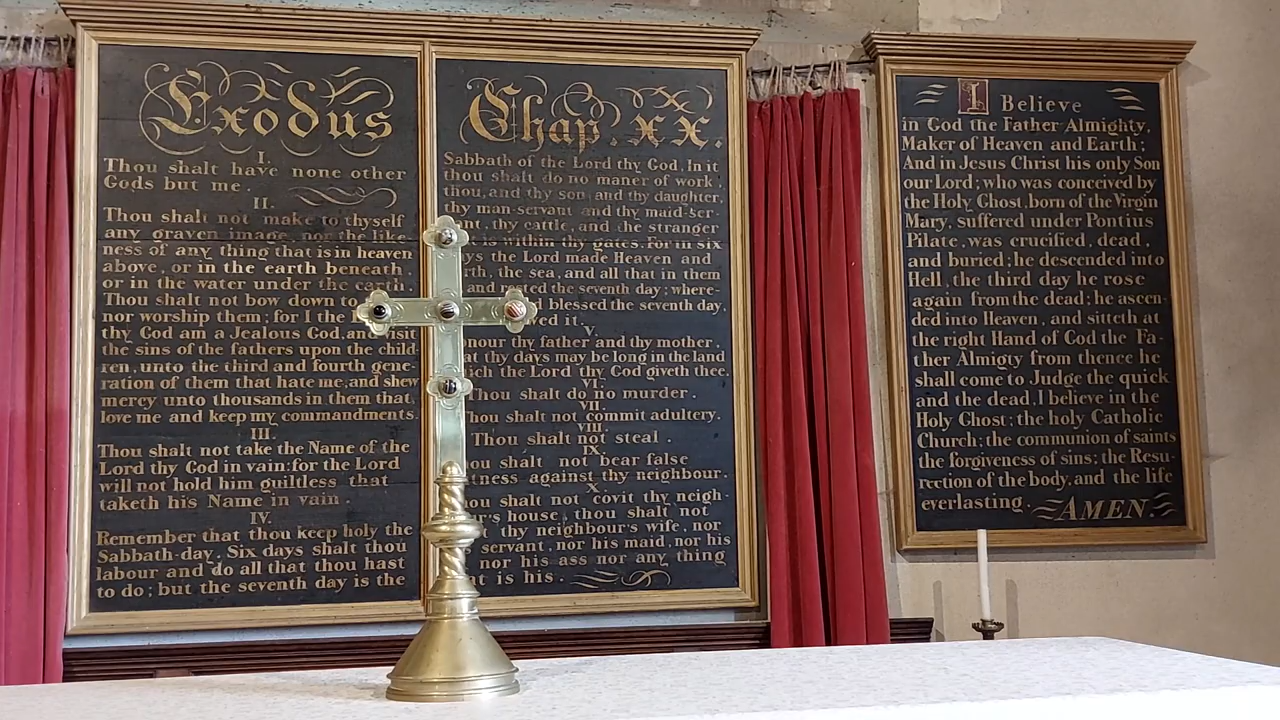 Exodus
I.
Thou shalt have none other
Gods but me.
II.
Thou shalt not make to thyself
any graven image, nor the like-
ness of any thing that is in heaven
above, or in the earth beneath,
or in the water under the earth.
Thou shalt not bow down to
nor worship them; for I the
thy God am a Jealous God, and visit
the sins of the fathers upon the child-
ren, unto the third and fourth gene-
ration of them that hate me, and shew
mercy unto thousands in them that
love me and keep my commandments.
III.
Thou shalt not take the Name of the
Lord thy God in vain: for the Lord
will not hold him guiltless that
taketh his Name in vain.
IV.
Remember that thou keep holy the
Sabbath-day. Six days shalt thou
labour and do all that thou hast
to do; but the seventh day is the
Chap. XX.
Sabbath of the Lord thy God, In it
thou shalt do no maner of work;
thou, and thy son, and thy daughter,
thy man-servant and thy maid-ser-
thy cattle, and the stranger
is within thy gates. For in six
the Lord made Heaven and
the sea, and all that in them
and rested the seventh day; where-
blessed the seventh day,
it.
V.
thy father and thy mother,
thy days may be long in the land
the Lord thy God giveth thee.
VI.
Thou shalt do no murder.
VII.
shalt not commit adultery.
VIII.
Thou shalt not steal.
IX.
shalt not bear false
against thy neighbour.
X.
shalt not covit thy neigh-
house, thou shalt not
thy neighbour's wife, nor
servant, nor his maid, nor his
nor his ass nor any thing
is his.
I Believe
in God the Father Almighty,
Maker of Heaven and Earth;
And in Jesus Christ his only Son
our Lord; who was conceived by
the Holy Ghost, born of the Virgin
Mary, suffered under Pontius
Pilate, was crucified, dead,
and buried; he descended into
Hell, the third day he rose
again from the dead; he ascen-
ded into Heaven, and sitteth at
the right Hand of God the Fa-
ther Almigty from thence he
shall come to Judge the quick
and the dead, I believe in the
Holy Ghost; the holy Catholic
Church; the communion of saints
the forgiveness of sins; the Resu-
rection of the body, and the life
everlasting. AMEN.